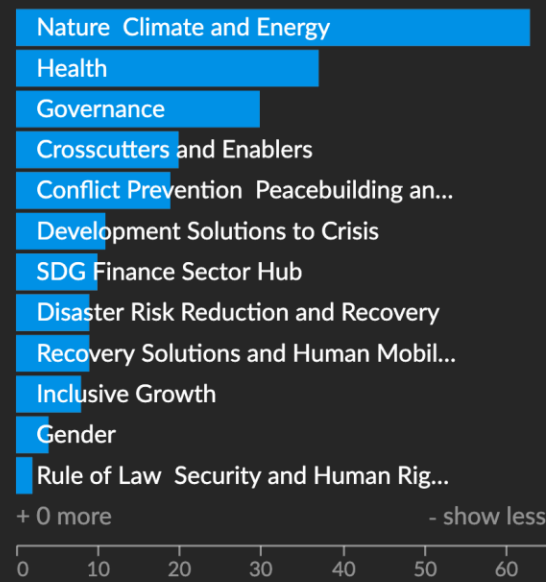 Nature  Climate and Energy
Health
Governance
Crosscutters and Enablers
Conflict Prevention  Peacebuilding an...
Development Solutions to Crisis
SDG Finance Sector Hub
Disaster Risk Reduction and Recovery
Recovery Solutions and Human Mobil...
Inclusive Growth
Gender
Rule of Law  Security and Human Rig...
+ 0 more - show less
0 10 20 30 40 50 60